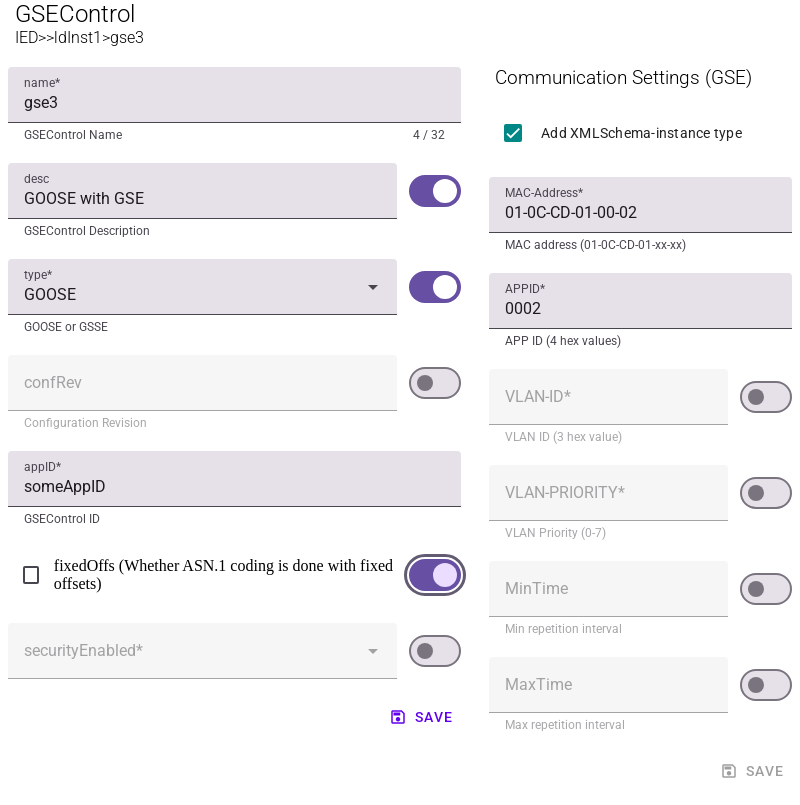 GSEControl
IED>>ldInst1>gse3
name*
gse3
GSEControl Name
4 / 32
desc
GOOSE with GSE
GSEControl Description
type*
GOOSE
GOOSE or GSSE
confRev
Configuration Revision
appID*
someAppID
GSEControl ID
fixedOffs (Whether ASN.1 coding is done with fixed
offsets)
securityEnabled*
SAVE
Communication Settings (GSE)
Add XMLSchema-instance type
MAC-Address*
01-0C-CD-01-00-02
MAC address (01-0C-CD-01-xx-xx)
APPID*
0002
APP ID (4 hex values)
VLAN-ID*
VLAN ID (3 hex value)
VLAN-PRIORITY*
VLAN Priority (0-7)
MinTime
Min repetition interval
MaxTime
Max repetition interval
SAVE